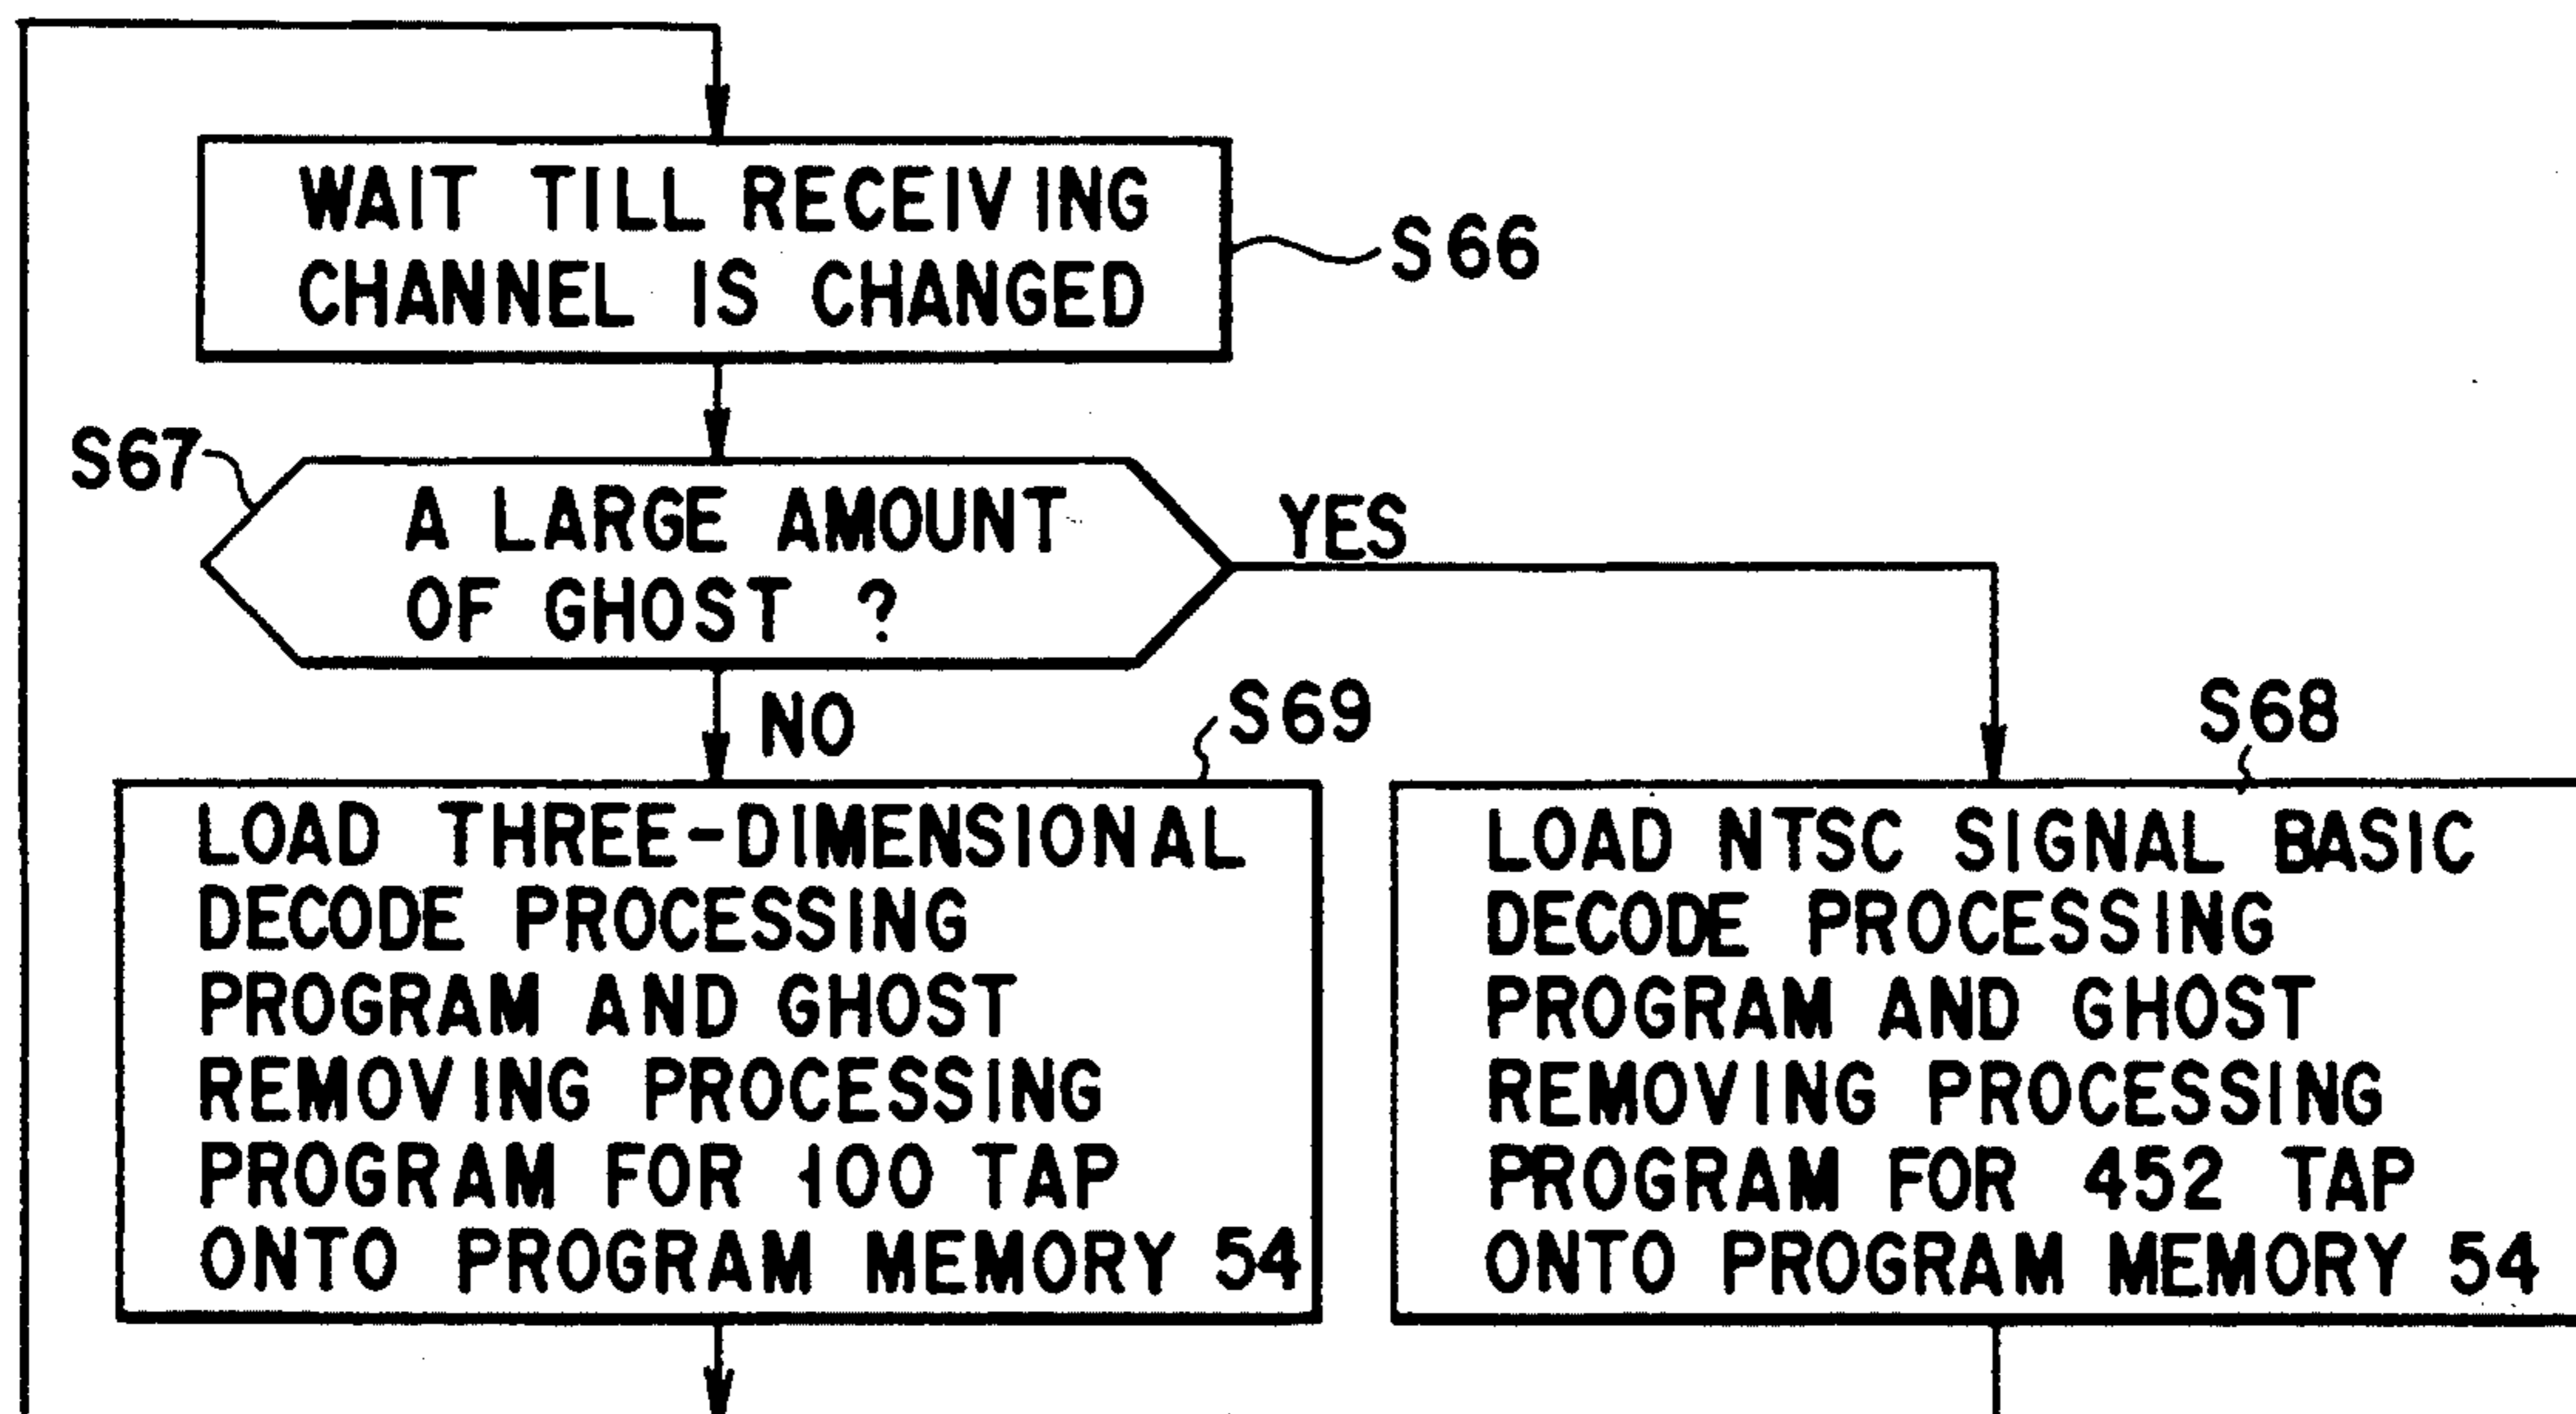 WAIT TILL RECEIVING
CHANNEL IS CHANGED
S66
S67
A LARGE AMOUNT
OF GHOST ?
YES
NO
S69
LOAD THREE-DIMENSIONAL
DECODE PROCESSING
PROGRAM AND GHOST
REMOVING PROCESSING
PROGRAM FOR 100 TAP
ONTO PROGRAM MEMORY 54
S68
LOAD NTSC SIGNAL BASIC
DECODE PROCESSING
PROGRAM AND GHOST
REMOVING PROCESSING
PROGRAM FOR 452 TAP
ONTO PROGRAM MEMORY 54